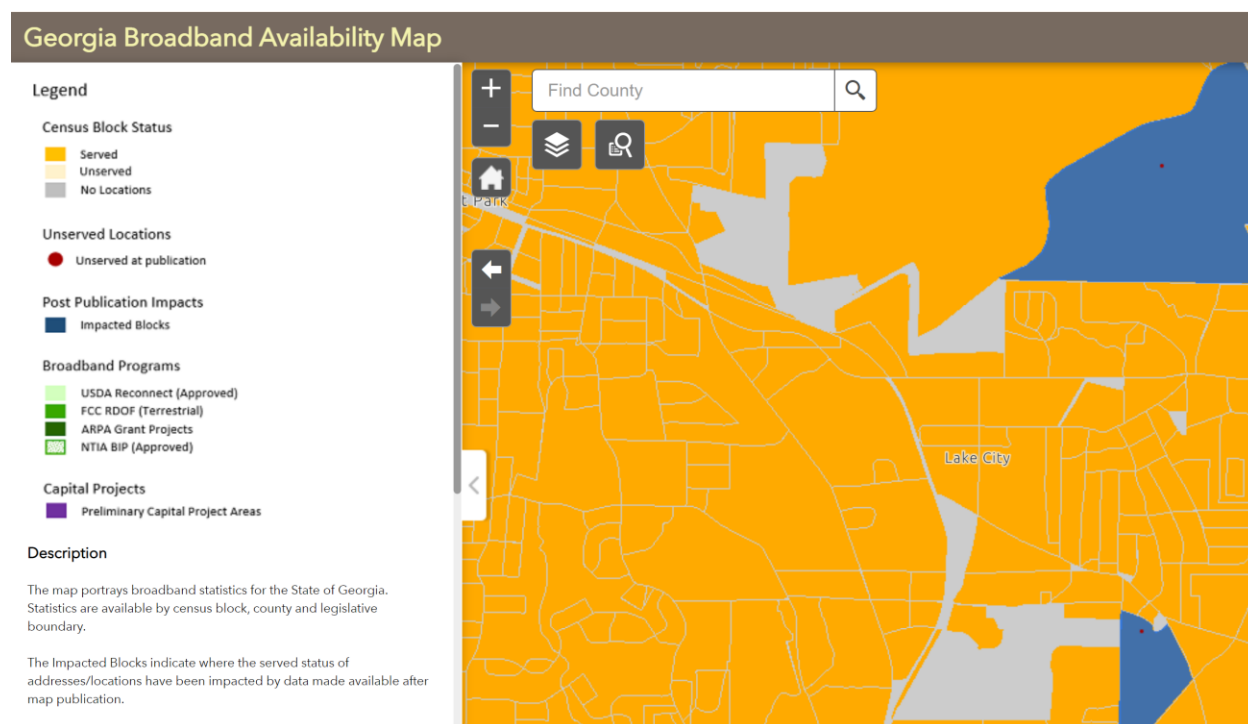 Georgia Broadband Availability Map
Legend
Census Block Status
Served
Unserved
No Locations
Unserved Locations
Unserved at publication
Post Publication Impacts
Impacted Blocks
Broadband Programs
USDA Reconnect (Approved)
FCC RDOF (Terrestrial)
ARPA Grant Projects
NTIA BIP (Approved)
Capital Projects
Preliminary Capital Project Areas
Description
The map portrays broadband statistics for the State of Georgia.
Statistics are available by census block, county and legislative
boundary.
The Impacted Blocks indicate where the served status of
addresses/locations have been impacted by data made available after
map publication.
Find County
t Park
Lake City